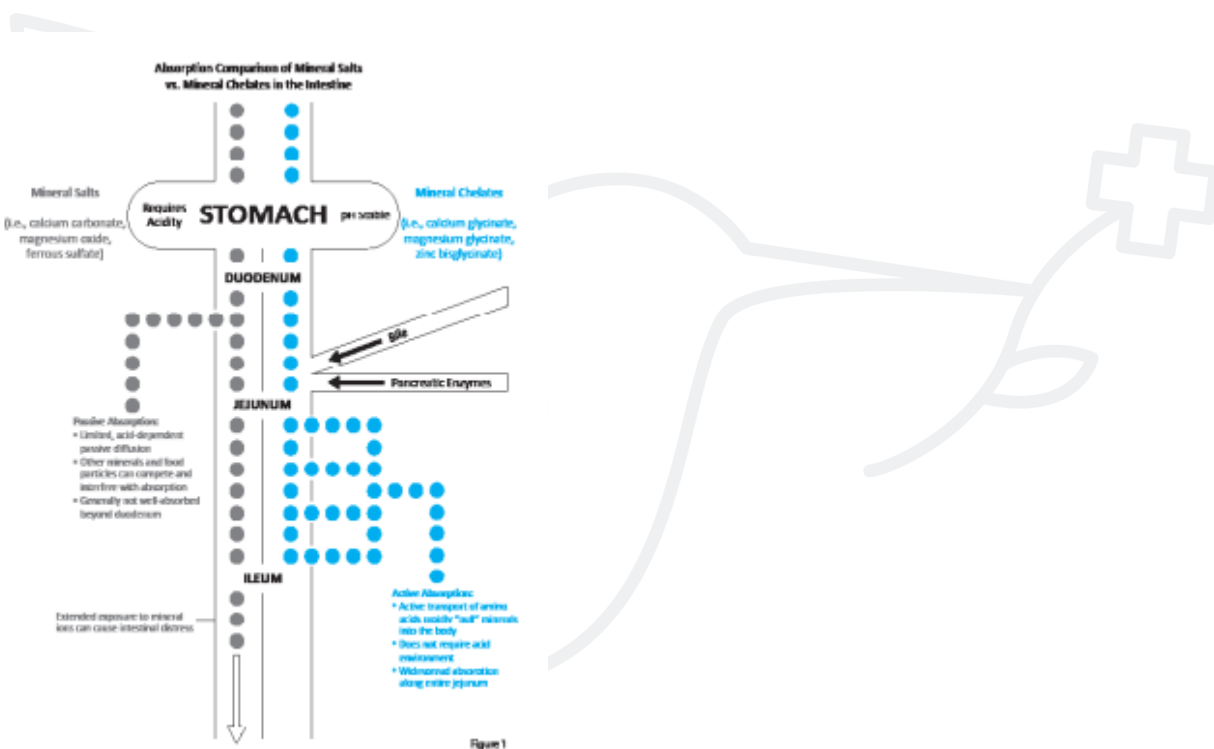 Absorption Comparison of Mineral Salts
vs. Mineral Chelates in the Intestine
Mineral Salts
(i.e., calcium carbonate,
magnesium oxide,
ferrous sulfate)
Requires
Acidity
STOMACH
pH Stable
Mineral Chelates
(i.e., calcium glycinate,
magnesium glycinate,
zinc bisglycinate)
DUODENUM
Bile
Pancreatic Enzymes
JEJUNUM
Passive Absorption:
• Limited, acid-dependent
passive diffusion
• Other minerals and food
particles can compete and
interfere with absorption
• Generally not well-absorbed
beyond duodenum
ILEUM
Extended exposure to mineral
ions can cause intestinal distress
Active Absorption:
• Active transport of amino
acids rapidly "pull" minerals
into the body
• Does not require acid
environment
• Widespread absorption
along entire jejunum
Figure 1